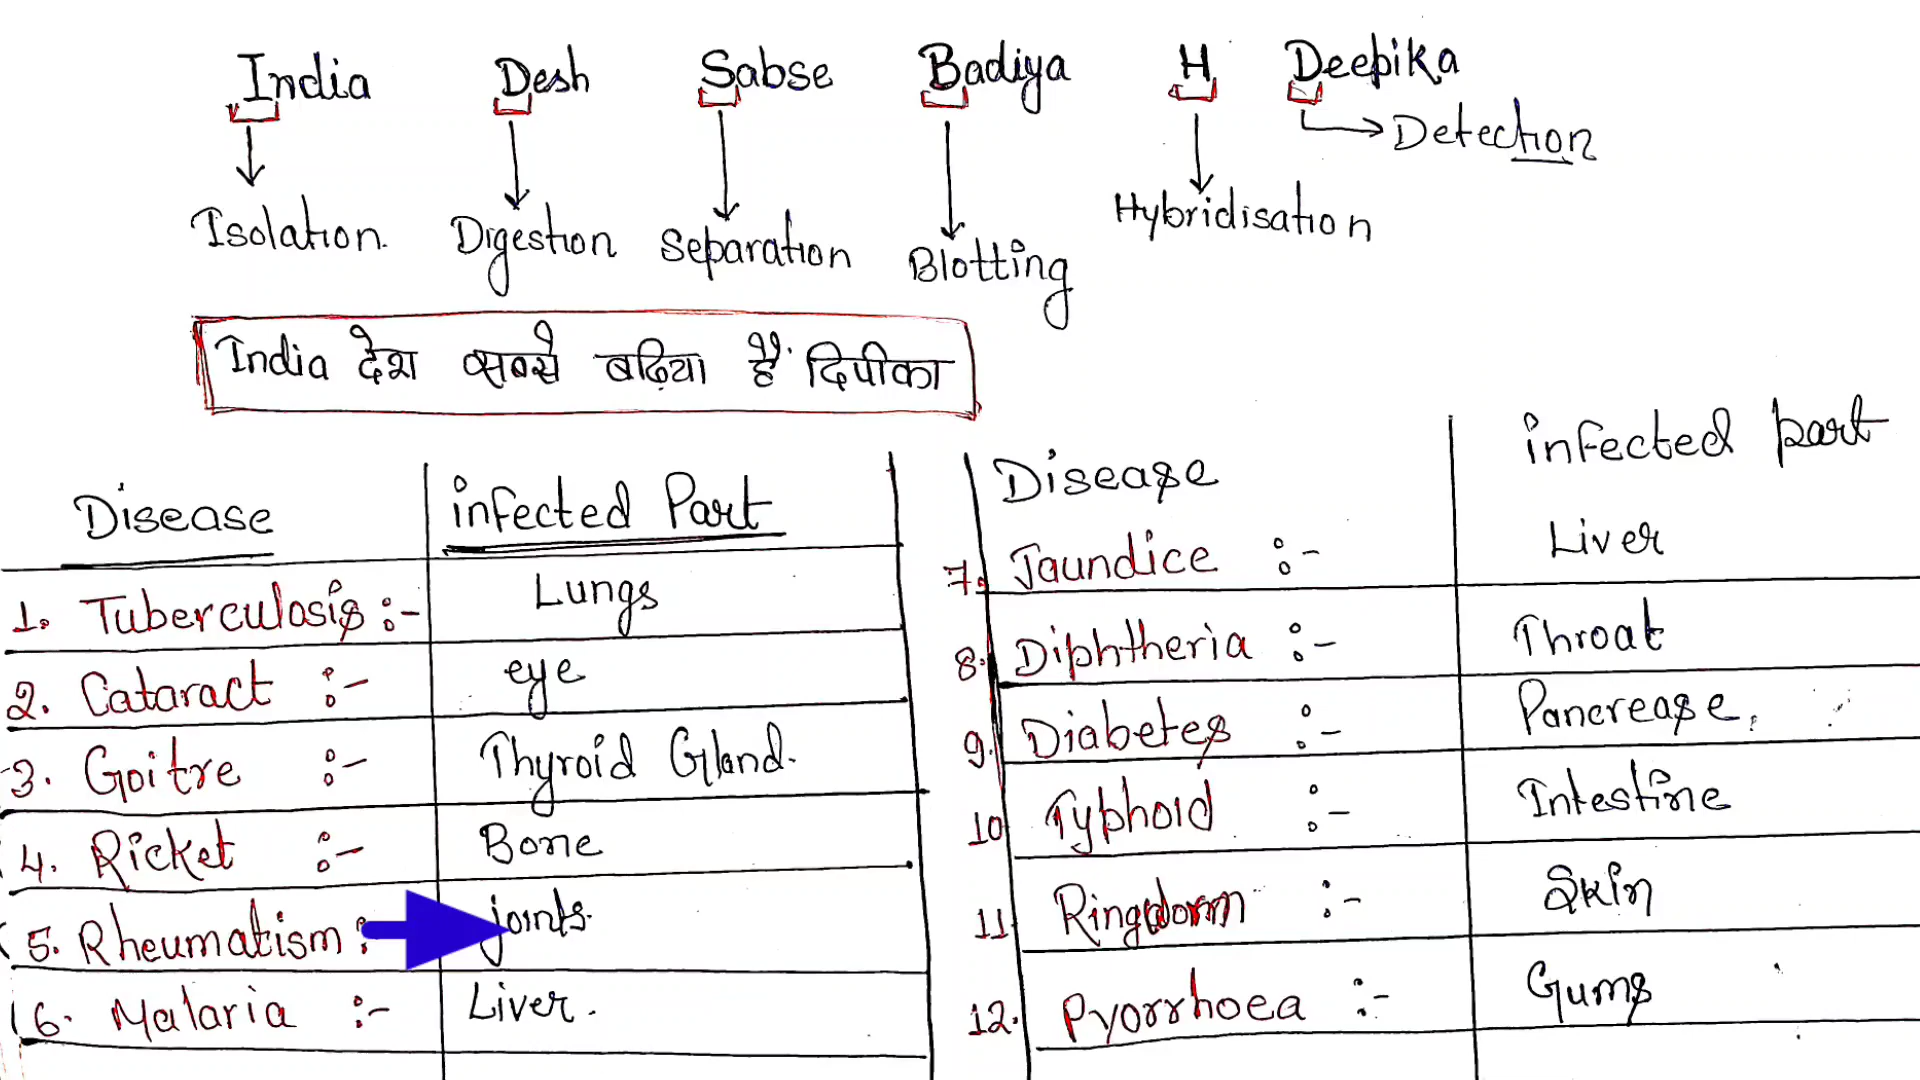 India Desh Sabse Badiya H Deepika
Detection
Isolation. Digestion Separation Blotting Hybridisation
India देश सबसे बढ़िया हैं दिपीका
Disease infected Part
1. Tuberculosis :- Lungs
2. Cataract :- eye
3. Goitre :- Thyroid Gland.
4. Ricket :- Bone
5. Rheumatism :- joints.
6. Malaria :- Liver.
Disease infected part
7. Jaundice :- Liver
8. Diphtheria :- Throat
9. Diabetes :- Pancrease.
10 Typhoid :- Intestine
11 Ringworm :- Skin
12. Pyorrhoea :- Gums